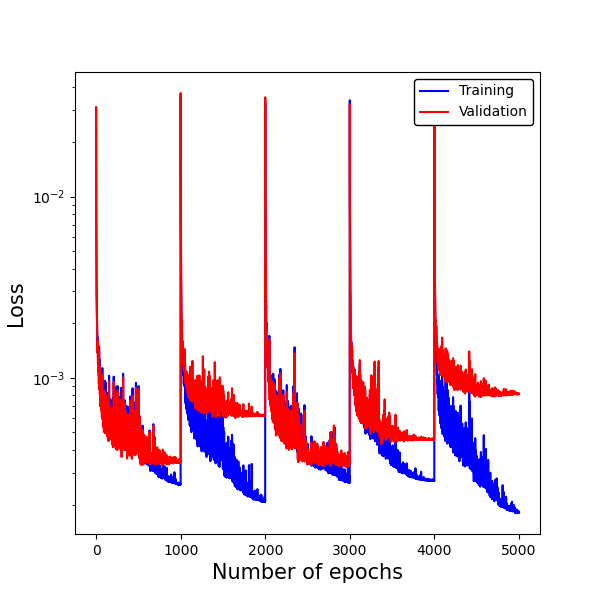 Training
Validation
10⁻²
10⁻³
Loss
0 1000 2000 3000 4000 5000
Number of epochs